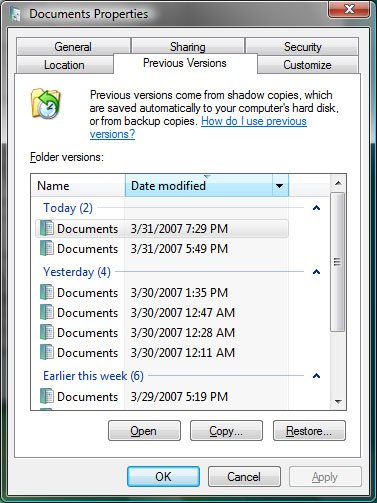 Documents Properties
General Sharing Security
Location Previous Versions Customize
Previous versions come from shadow copies, which
are saved automatically to your computer's hard disk,
or from backup copies. How do I use previous
versions?
Folder versions:
Name Date modified
Today (2)
Documents 3/31/2007 7:29 PM
Documents 3/31/2007 5:49 PM
Yesterday (4)
Documents 3/30/2007 1:35 PM
Documents 3/30/2007 12:47 AM
Documents 3/30/2007 12:28 AM
Documents 3/30/2007 12:11 AM
Earlier this week (6)
Documents 3/29/2007 5:19 PM
Open Copy... Restore...
OK Cancel Apply